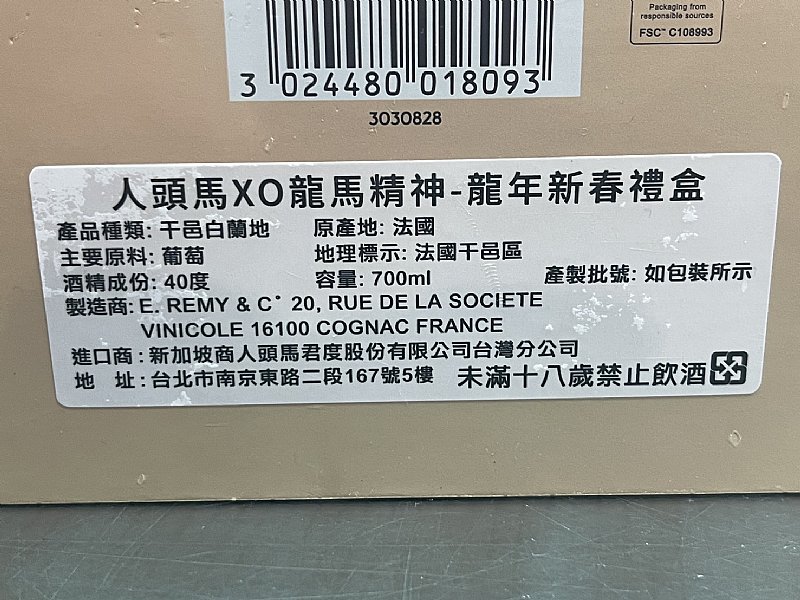 Packaging from
responsible sources
FSC™ C108993
3 024480 018093
3030828
人頭馬XO龍馬精神-龍年新春禮盒
產品種類: 干邑白蘭地 原產地: 法國
主要原料: 葡萄 地理標示: 法國干邑區
酒精成份: 40度 容量: 700ml 產製批號: 如包裝所示
製造商: E. REMY & C° 20, RUE DE LA SOCIETE
VINICOLE 16100 COGNAC FRANCE
進口商 : 新加坡商人頭馬君度股份有限公司台灣分公司
地 址 : 台北市南京東路二段167號5樓 未滿十八歲禁止飲酒